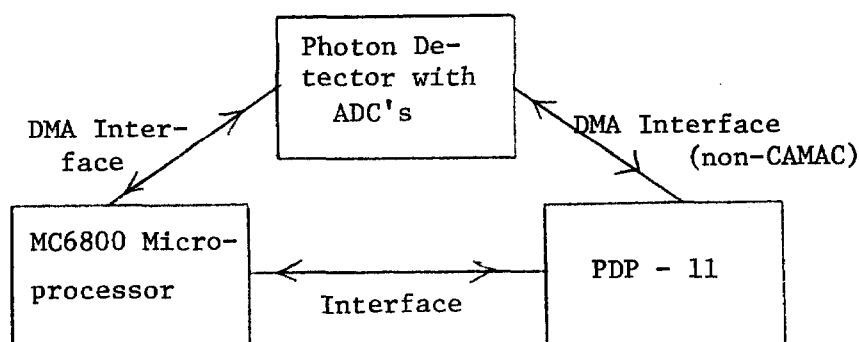 Photon De-
tector with
ADC's
DMA Inter-
face
DMA Interface
(non-CAMAC)
MC6800 Micro-
processor
Interface
PDP - 11